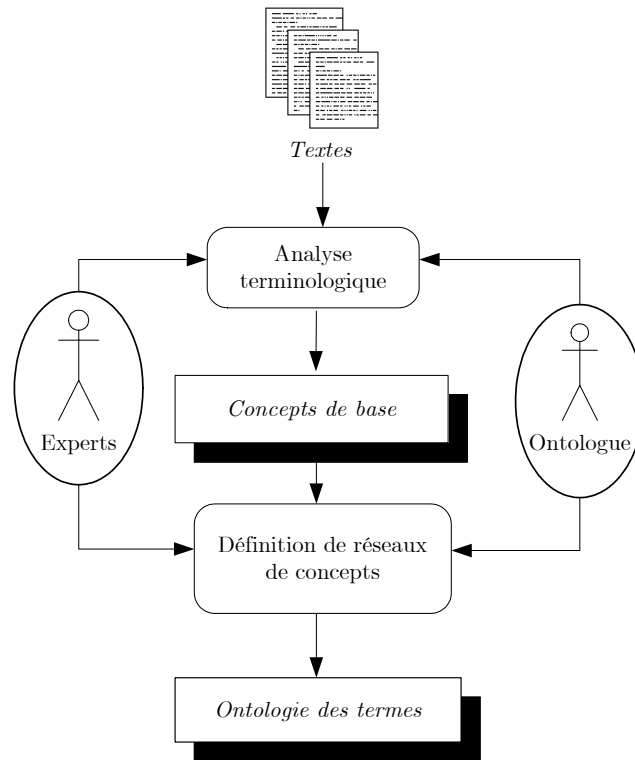 Textes
Analyse
terminologique
Concepts de base
Experts
Ontologue
Définition de réseaux
de concepts
Ontologie des termes